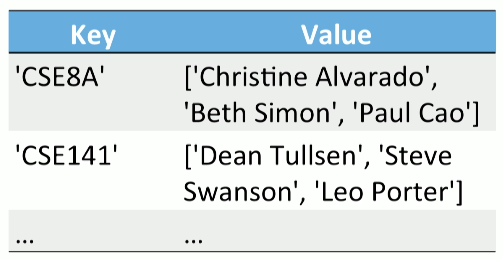 Key Value
'CSE8A' ['Christine Alvarado',
'Beth Simon', 'Paul Cao']
'CSE141' ['Dean Tullsen', 'Steve
Swanson', 'Leo Porter']
... ...